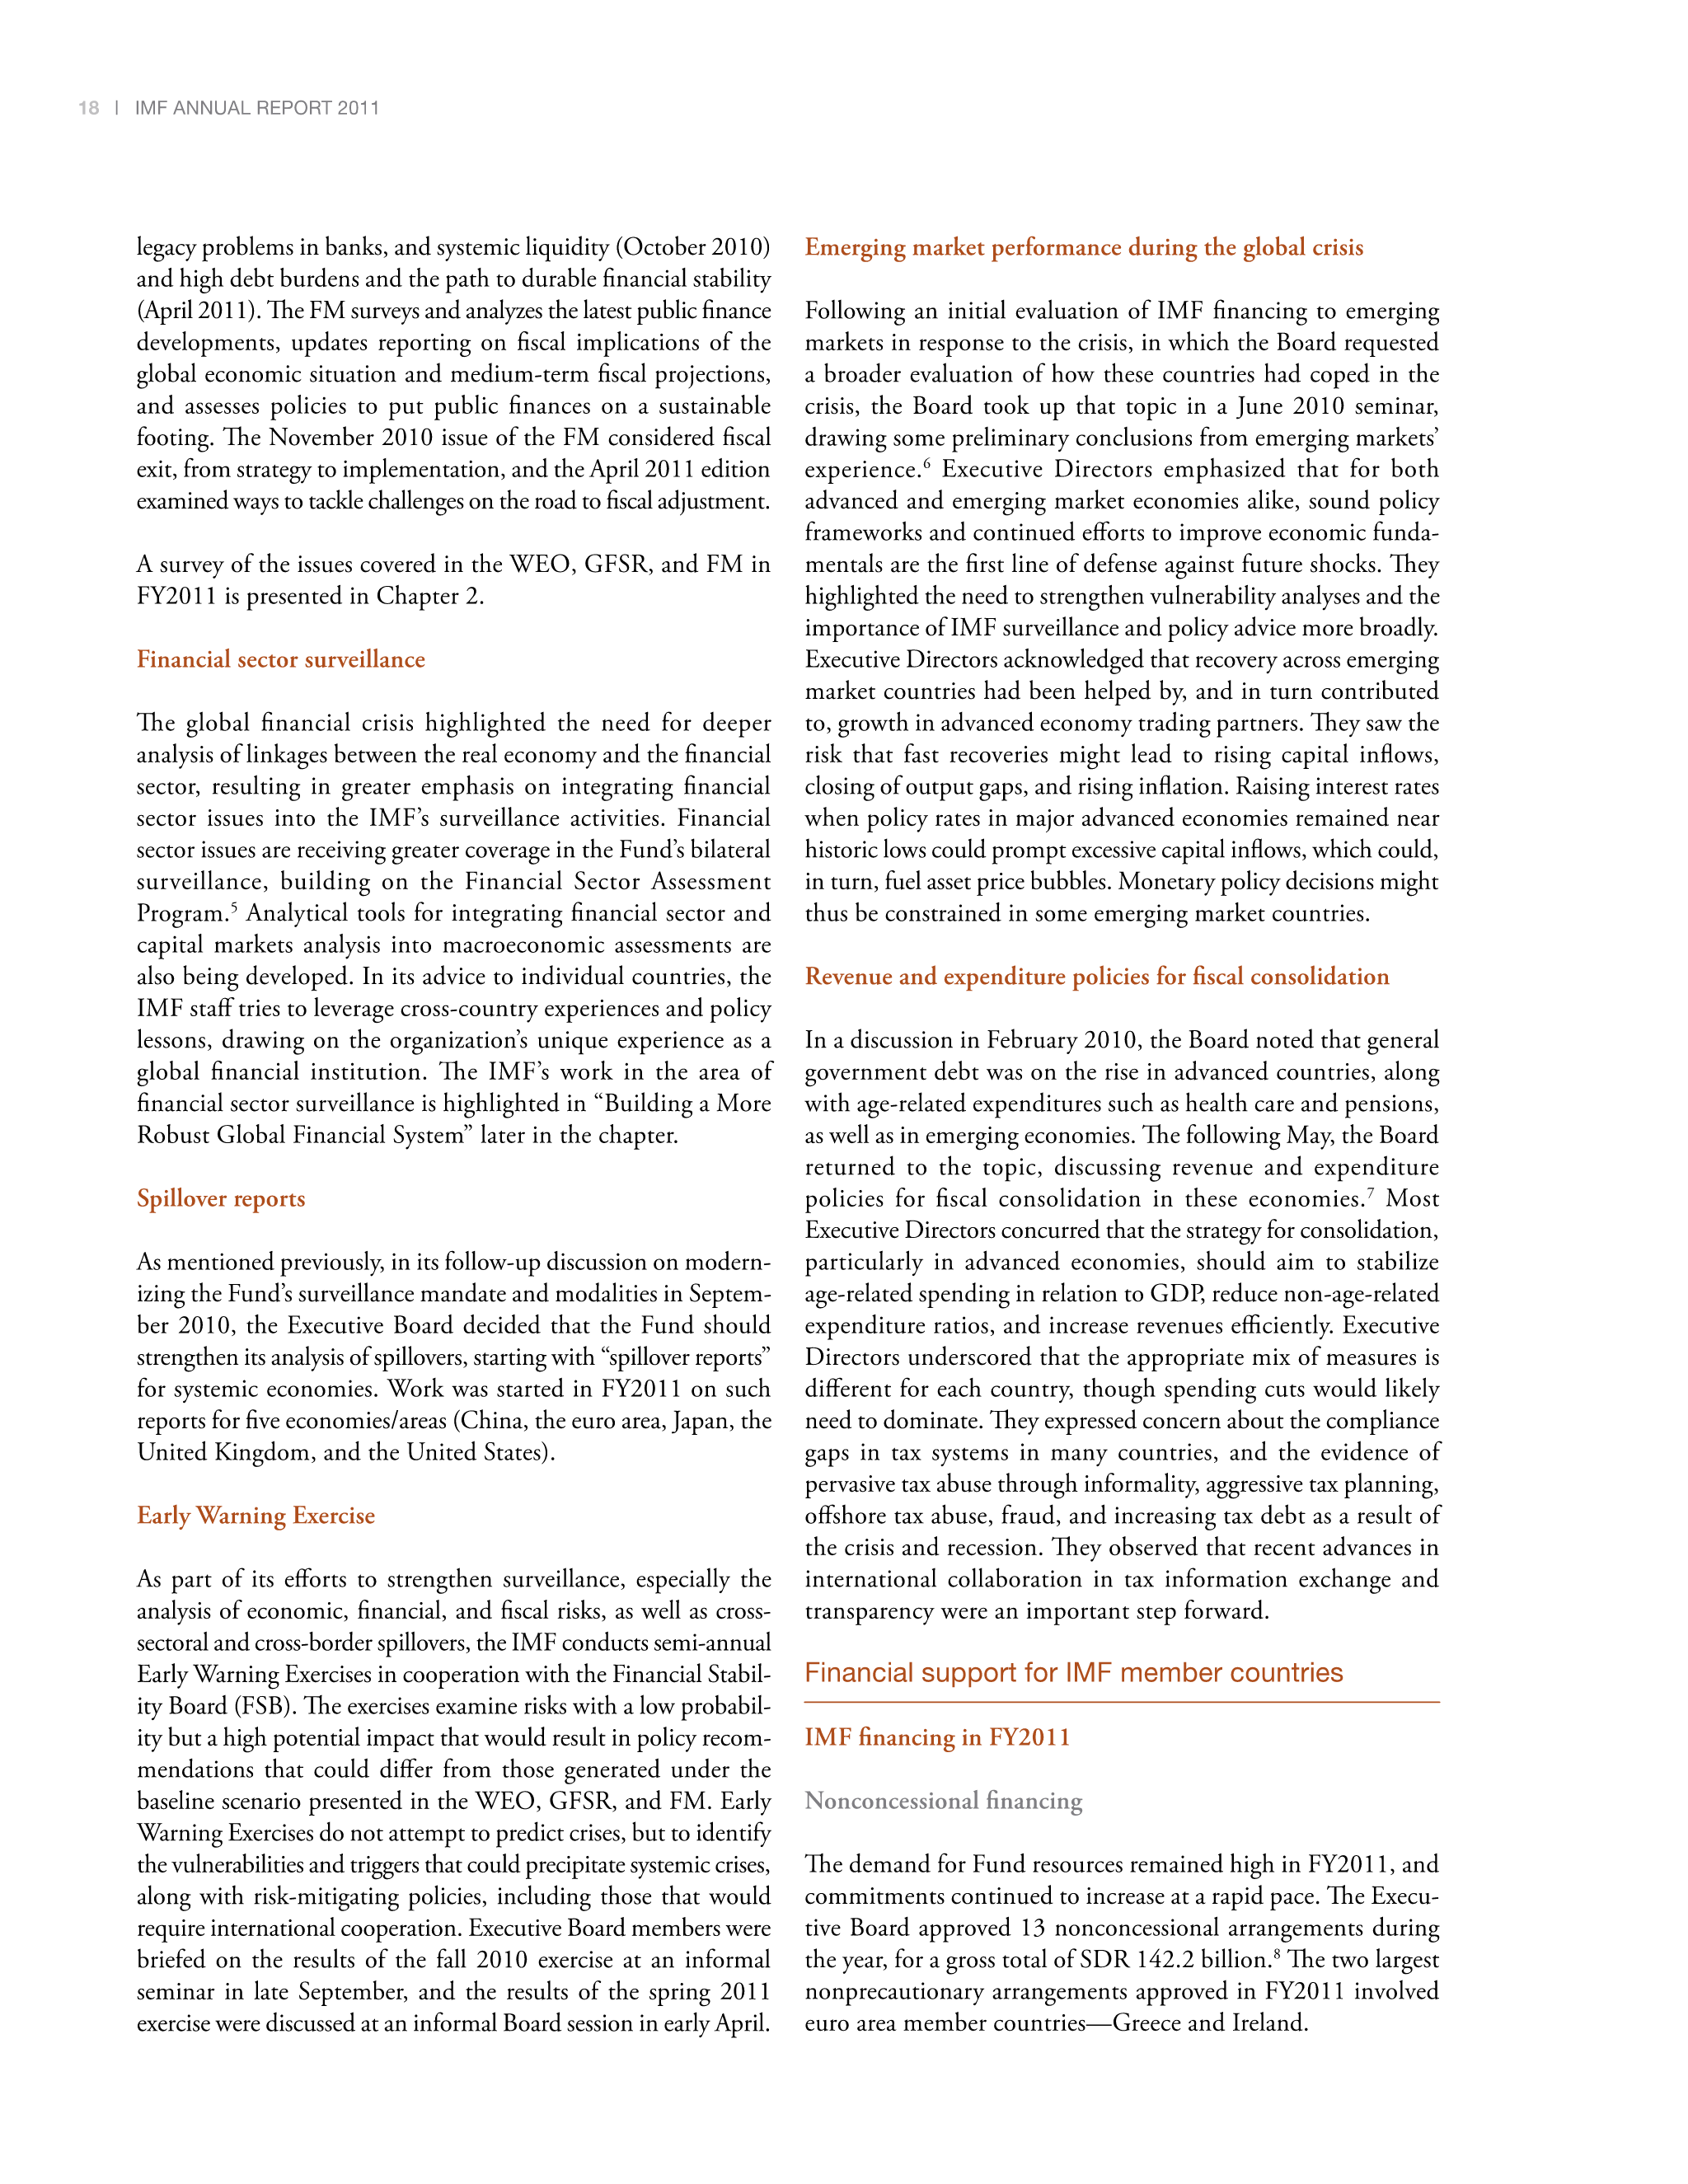 18 | IMF ANNUAL REPORT 2011
legacy problems in banks, and systemic liquidity (October 2010)
and high debt burdens and the path to durable financial stability
(April 2011). The FM surveys and analyzes the latest public finance
developments, updates reporting on fiscal implications of the
global economic situation and medium-term fiscal projections,
and assesses policies to put public finances on a sustainable
footing. The November 2010 issue of the FM considered fiscal
exit, from strategy to implementation, and the April 2011 edition
examined ways to tackle challenges on the road to fiscal adjustment.
A survey of the issues covered in the WEO, GFSR, and FM in
FY2011 is presented in Chapter 2.
Financial sector surveillance
The global financial crisis highlighted the need for deeper
analysis of linkages between the real economy and the financial
sector, resulting in greater emphasis on integrating financial
sector issues into the IMF’s surveillance activities. Financial
sector issues are receiving greater coverage in the Fund’s bilateral
surveillance, building on the Financial Sector Assessment
Program.⁵ Analytical tools for integrating financial sector and
capital markets analysis into macroeconomic assessments are
also being developed. In its advice to individual countries, the
IMF staff tries to leverage cross-country experiences and policy
lessons, drawing on the organization’s unique experience as a
global financial institution. The IMF’s work in the area of
financial sector surveillance is highlighted in “Building a More
Robust Global Financial System” later in the chapter.
Spillover reports
As mentioned previously, in its follow-up discussion on modern-
izing the Fund’s surveillance mandate and modalities in Septem-
ber 2010, the Executive Board decided that the Fund should
strengthen its analysis of spillovers, starting with “spillover reports”
for systemic economies. Work was started in FY2011 on such
reports for five economies/areas (China, the euro area, Japan, the
United Kingdom, and the United States).
Early Warning Exercise
As part of its efforts to strengthen surveillance, especially the
analysis of economic, financial, and fiscal risks, as well as cross-
sectoral and cross-border spillovers, the IMF conducts semi-annual
Early Warning Exercises in cooperation with the Financial Stabil-
ity Board (FSB). The exercises examine risks with a low probabil-
ity but a high potential impact that would result in policy recom-
mendations that could differ from those generated under the
baseline scenario presented in the WEO, GFSR, and FM. Early
Warning Exercises do not attempt to predict crises, but to identify
the vulnerabilities and triggers that could precipitate systemic crises,
along with risk-mitigating policies, including those that would
require international cooperation. Executive Board members were
briefed on the results of the fall 2010 exercise at an informal
seminar in late September, and the results of the spring 2011
exercise were discussed at an informal Board session in early April.
Emerging market performance during the global crisis
Following an initial evaluation of IMF financing to emerging
markets in response to the crisis, in which the Board requested
a broader evaluation of how these countries had coped in the
crisis, the Board took up that topic in a June 2010 seminar,
drawing some preliminary conclusions from emerging markets’
experience.⁶ Executive Directors emphasized that for both
advanced and emerging market economies alike, sound policy
frameworks and continued efforts to improve economic funda-
mentals are the first line of defense against future shocks. They
highlighted the need to strengthen vulnerability analyses and the
importance of IMF surveillance and policy advice more broadly.
Executive Directors acknowledged that recovery across emerging
market countries had been helped by, and in turn contributed
to, growth in advanced economy trading partners. They saw the
risk that fast recoveries might lead to rising capital inflows,
closing of output gaps, and rising inflation. Raising interest rates
when policy rates in major advanced economies remained near
historic lows could prompt excessive capital inflows, which could,
in turn, fuel asset price bubbles. Monetary policy decisions might
thus be constrained in some emerging market countries.
Revenue and expenditure policies for fiscal consolidation
In a discussion in February 2010, the Board noted that general
government debt was on the rise in advanced countries, along
with age-related expenditures such as health care and pensions,
as well as in emerging economies. The following May, the Board
returned to the topic, discussing revenue and expenditure
policies for fiscal consolidation in these economies.⁷ Most
Executive Directors concurred that the strategy for consolidation,
particularly in advanced economies, should aim to stabilize
age-related spending in relation to GDP, reduce non-age-related
expenditure ratios, and increase revenues efficiently. Executive
Directors underscored that the appropriate mix of measures is
different for each country, though spending cuts would likely
need to dominate. They expressed concern about the compliance
gaps in tax systems in many countries, and the evidence of
pervasive tax abuse through informality, aggressive tax planning,
offshore tax abuse, fraud, and increasing tax debt as a result of
the crisis and recession. They observed that recent advances in
international collaboration in tax information exchange and
transparency were an important step forward.
Financial support for IMF member countries
IMF financing in FY2011
Nonconcessional financing
The demand for Fund resources remained high in FY2011, and
commitments continued to increase at a rapid pace. The Execu-
tive Board approved 13 nonconcessional arrangements during
the year, for a gross total of SDR 142.2 billion.⁸ The two largest
nonprecautionary arrangements approved in FY2011 involved
euro area member countries—Greece and Ireland.